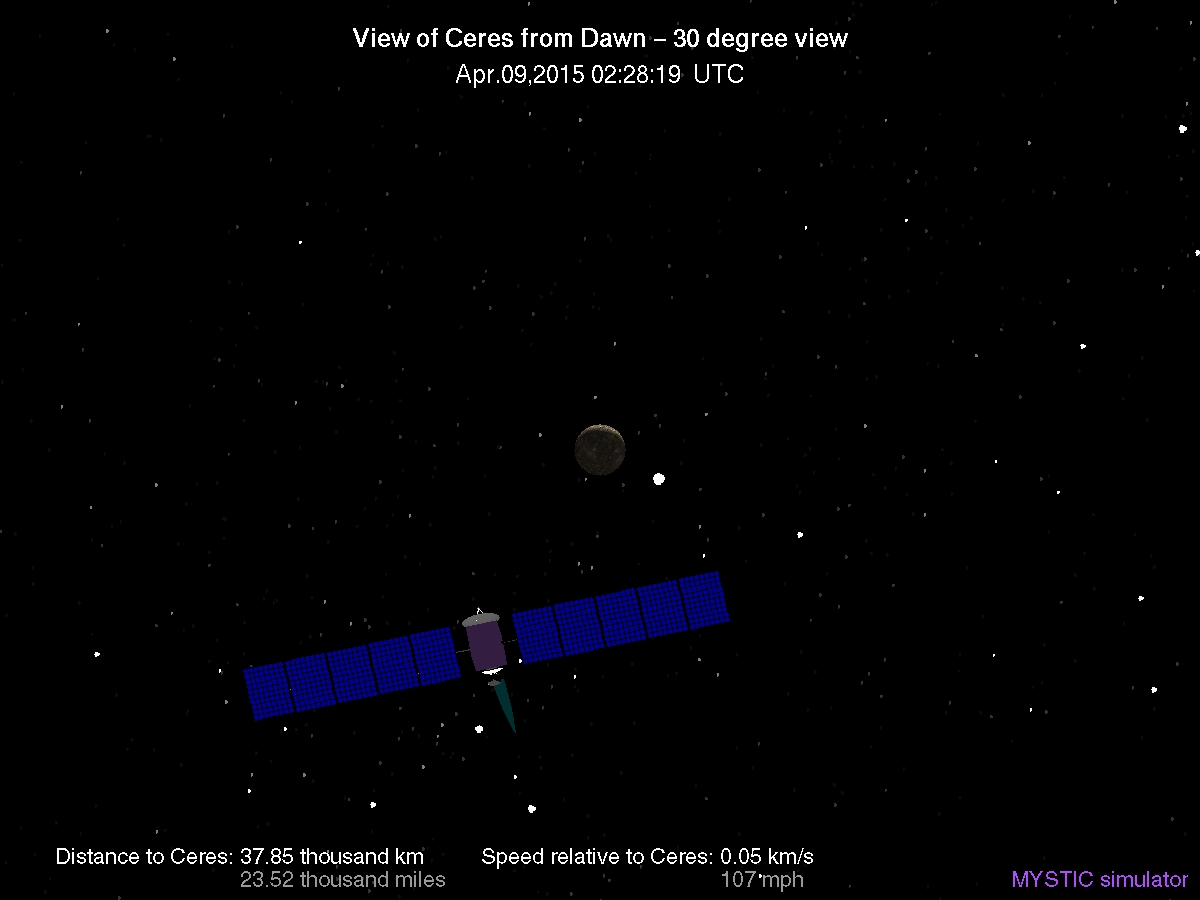 View of Ceres from Dawn – 30 degree view
Apr.09,2015 02:28:19 UTC
Distance to Ceres: 37.85 thousand km
23.52 thousand miles
Speed relative to Ceres: 0.05 km/s
107 mph
MYSTIC simulator